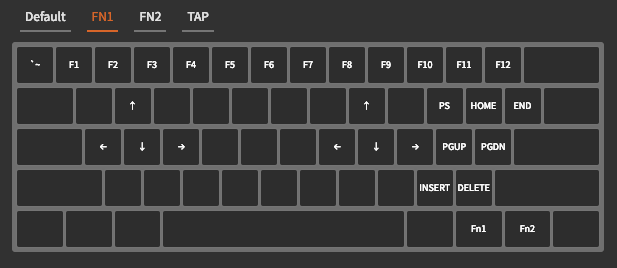 Default FN1 FN2 TAP
`~ F1 F2 F3 F4 F5 F6 F7 F8 F9 F10 F11 F12
↑ ↑ PS HOME END
← ↓ → ← ↓ → PGUP PGDN
INSERT DELETE
Fn1 Fn2